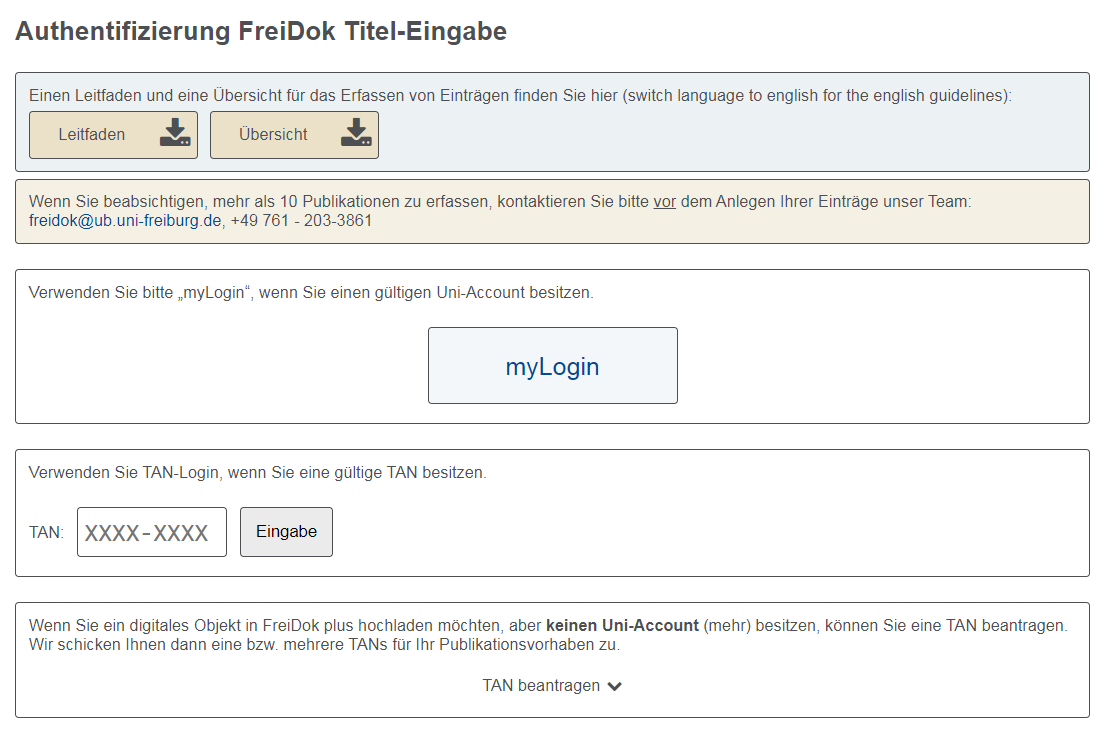 Authentifizierung FreiDok Titel-Eingabe
Einen Leitfaden und eine Übersicht für das Erfassen von Einträgen finden Sie hier (switch language to english for the english guidelines):
Leitfaden
Übersicht
Wenn Sie beabsichtigen, mehr als 10 Publikationen zu erfassen, kontaktieren Sie bitte vor dem Anlegen Ihrer Einträge unser Team:
freidok@ub.uni-freiburg.de, +49 761 - 203-3861
Verwenden Sie bitte „myLogin“, wenn Sie einen gültigen Uni-Account besitzen.
myLogin
Verwenden Sie TAN-Login, wenn Sie eine gültige TAN besitzen.
TAN: XXXX-XXXX Eingabe
Wenn Sie ein digitales Objekt in FreiDok plus hochladen möchten, aber keinen Uni-Account (mehr) besitzen, können Sie eine TAN beantragen.
Wir schicken Ihnen dann eine bzw. mehrere TANs für Ihr Publikationsvorhaben zu.
TAN beantragen